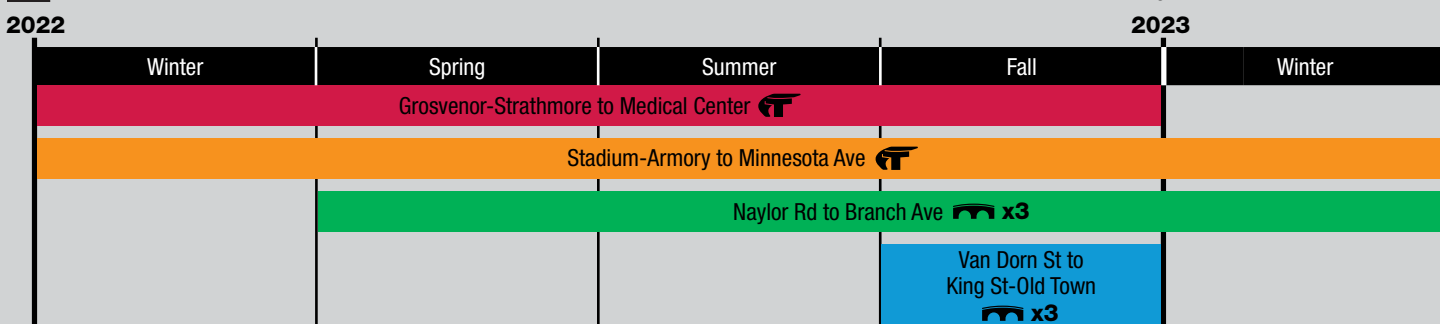 2022
2023
Winter
Spring
Summer
Fall
Winter
Grosvenor-Strathmore to Medical Center
Stadium-Armory to Minnesota Ave
Naylor Rd to Branch Ave x3
Van Dorn St to
King St-Old Town
x3